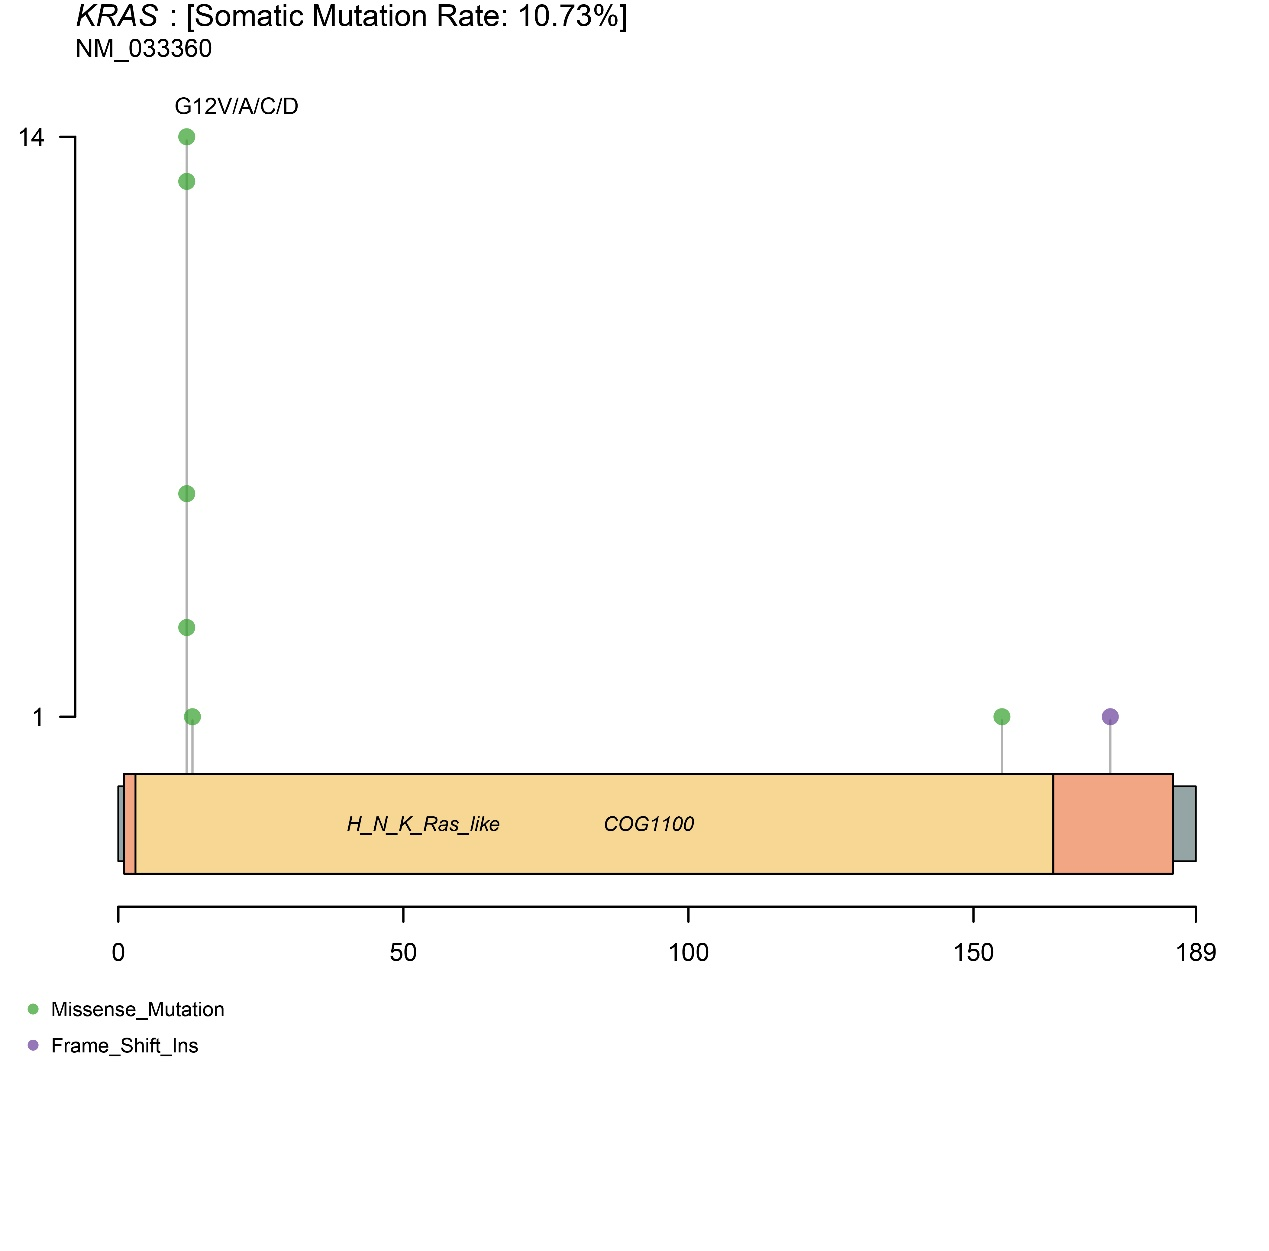 KRAS : [Somatic Mutation Rate: 10.73%]
NM_033360
G12V/A/C/D
14
1
H_N_K_Ras_like COG1100
0 50 100 150 189
Missense_Mutation
Frame_Shift_Ins